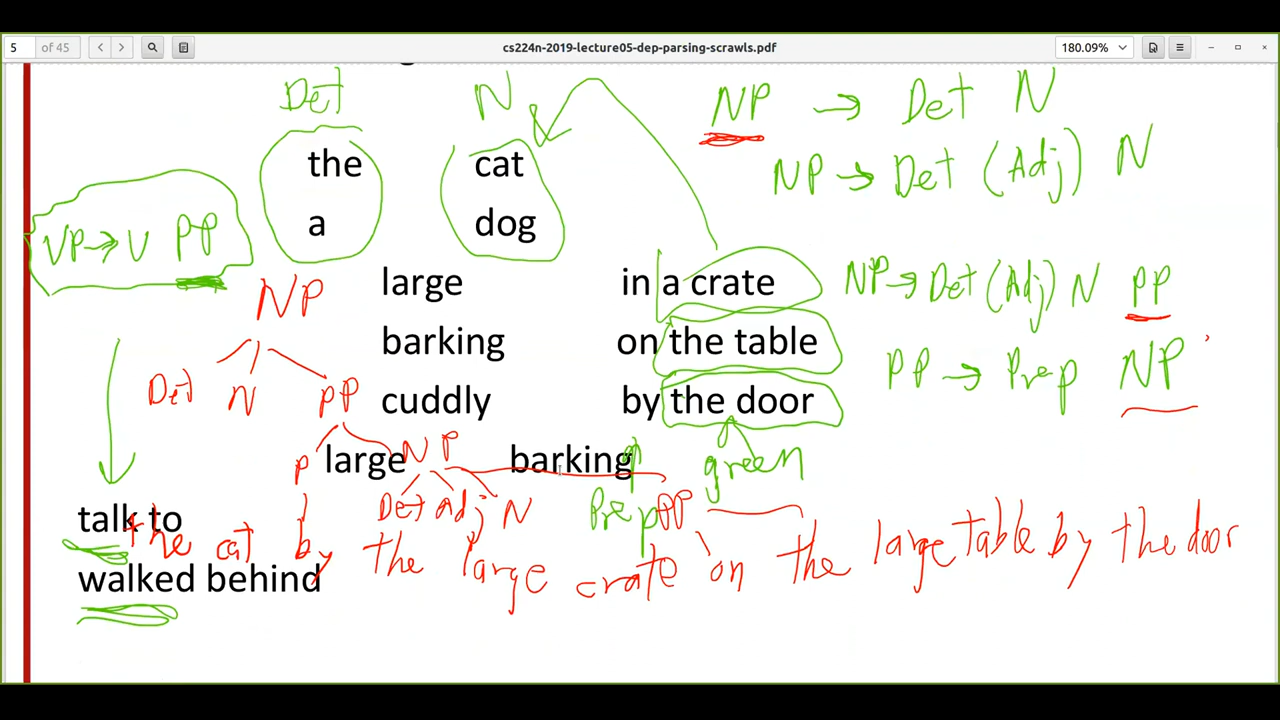 5 of 45 cs224n-2019-lecture05-dep-parsing-scrawls.pdf 180.09%
Det N NP → Det N
the cat NP → Det (Adj) N
a dog
VP → V PP
large in a crate NP → Det (Adj) N PP
NP
barking on the table PP → Prep NP
Det N PP cuddly by the door
P large NP barking green
Det Adj N Prep PP
talk to
the cat by the large crate on the large table by the door
walked behind